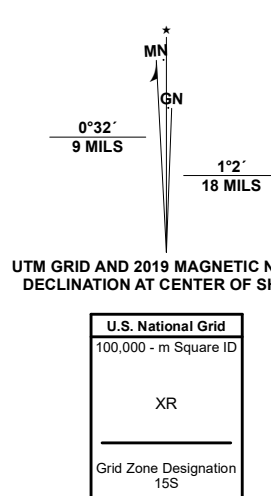 MN
GN
0°32´
9 MILS
1°2´
18 MILS
UTM GRID AND 2019 MAGNETIC N
DECLINATION AT CENTER OF SH
U.S. National Grid
100,000 - m Square ID
XR
Grid Zone Designation
15S